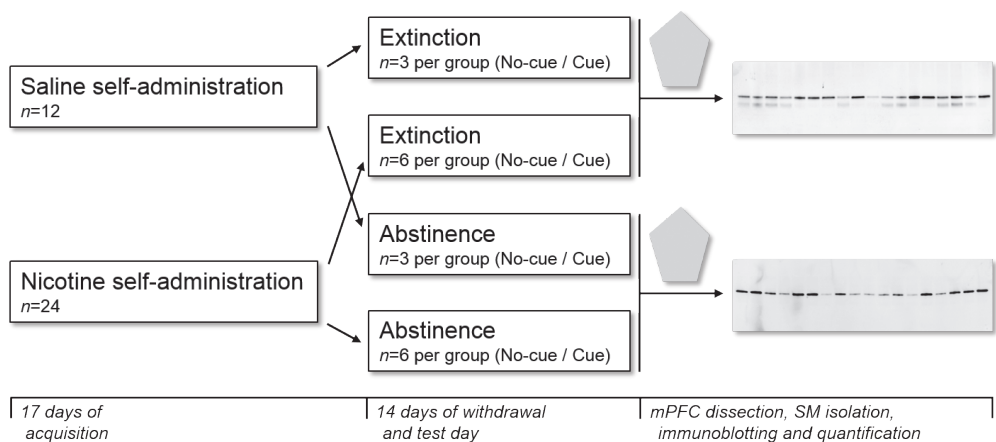 Saline self-administration
n=12
Nicotine self-administration
n=24
Extinction
n=3 per group (No-cue / Cue)
Extinction
n=6 per group (No-cue / Cue)
Abstinence
n=3 per group (No-cue / Cue)
Abstinence
n=6 per group (No-cue / Cue)
17 days of
acquisition
14 days of withdrawal
and test day
mPFC dissection, SM isolation,
immunoblotting and quantification